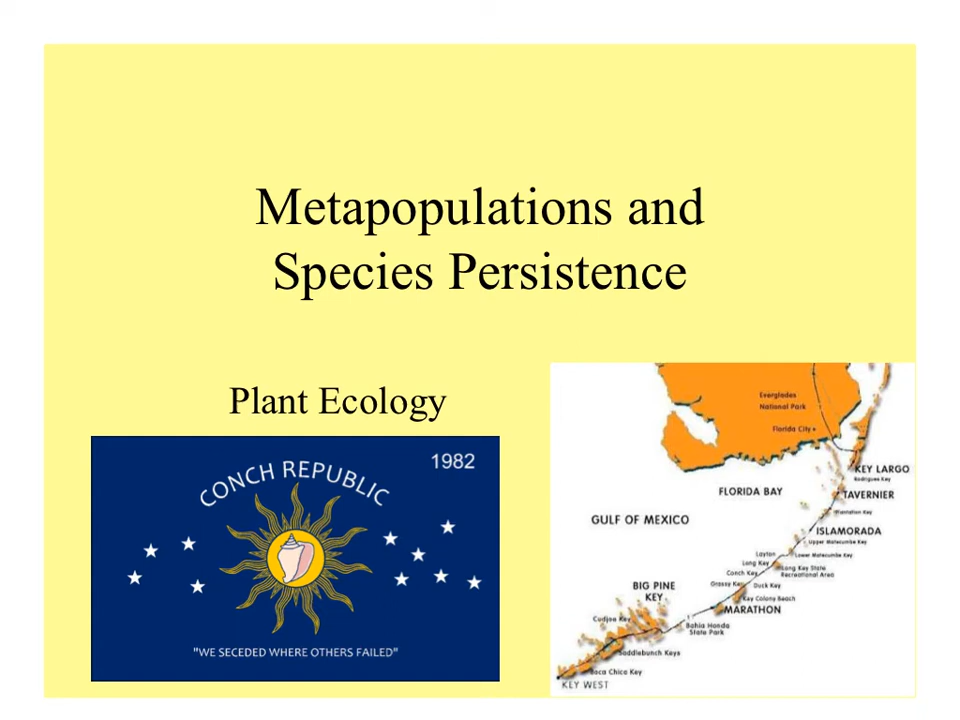 Metapopulations and
Species Persistence
Plant Ecology
CONCH REPUBLIC
1982
"WE SECEDED WHERE OTHERS FAILED"
Everglades
National Park
Florida City
KEY LARGO
Rodrigues Key
FLORIDA BAY
TAVERNIER
Plantation Key
GULF OF MEXICO
ISLAMORADA
Upper Matecumbe Key
Layton
Lower Matecumbe Key
Long Key
Long Key State
Recreational Area
Conch Key
Grassy Key
Duck Key
BIG PINE
KEY
Key Colony Beach
MARATHON
Cudjoe Key
Bahia Honda
State Park
Saddlebunch Keys
Boca Chica Key
KEY WEST